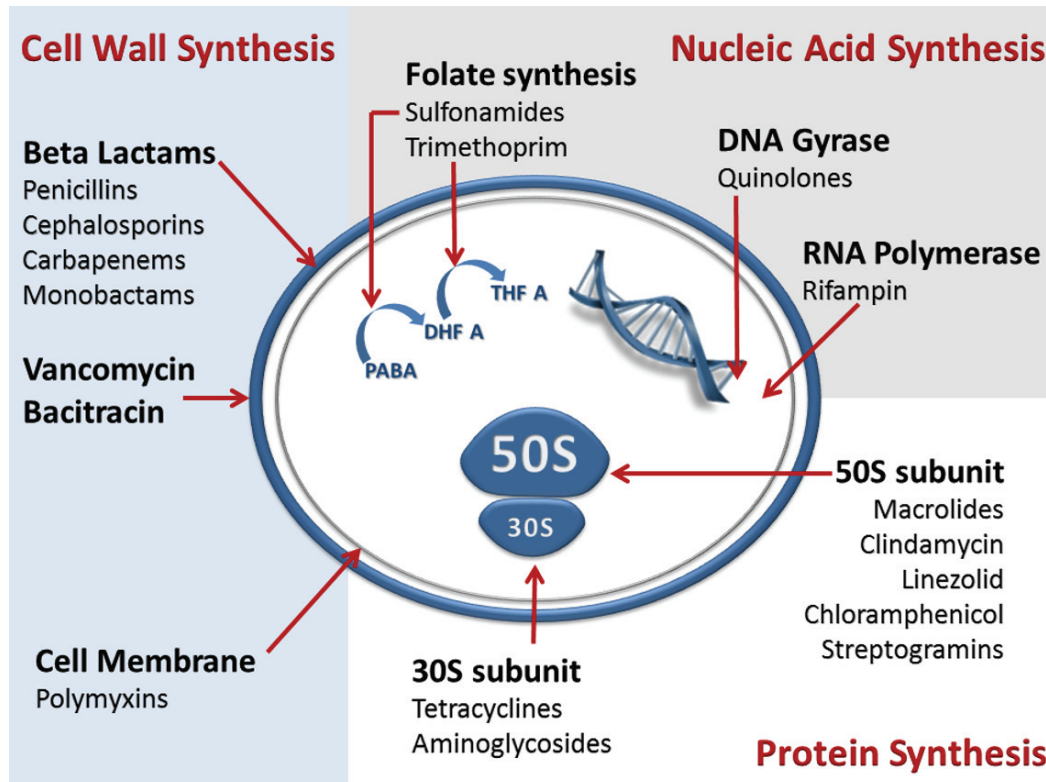 Cell Wall Synthesis
Nucleic Acid Synthesis
Folate synthesis
Sulfonamides
Trimethoprim
Beta Lactams
Penicillins
Cephalosporins
Carbapenems
Monobactams
DNA Gyrase
Quinolones
RNA Polymerase
Rifampin
THF A
DHF A
PABA
Vancomycin
Bacitracin
50S
30S
50S subunit
Macrolides
Clindamycin
Linezolid
Chloramphenicol
Streptogramins
Cell Membrane
Polymyxins
30S subunit
Tetracyclines
Aminoglycosides
Protein Synthesis